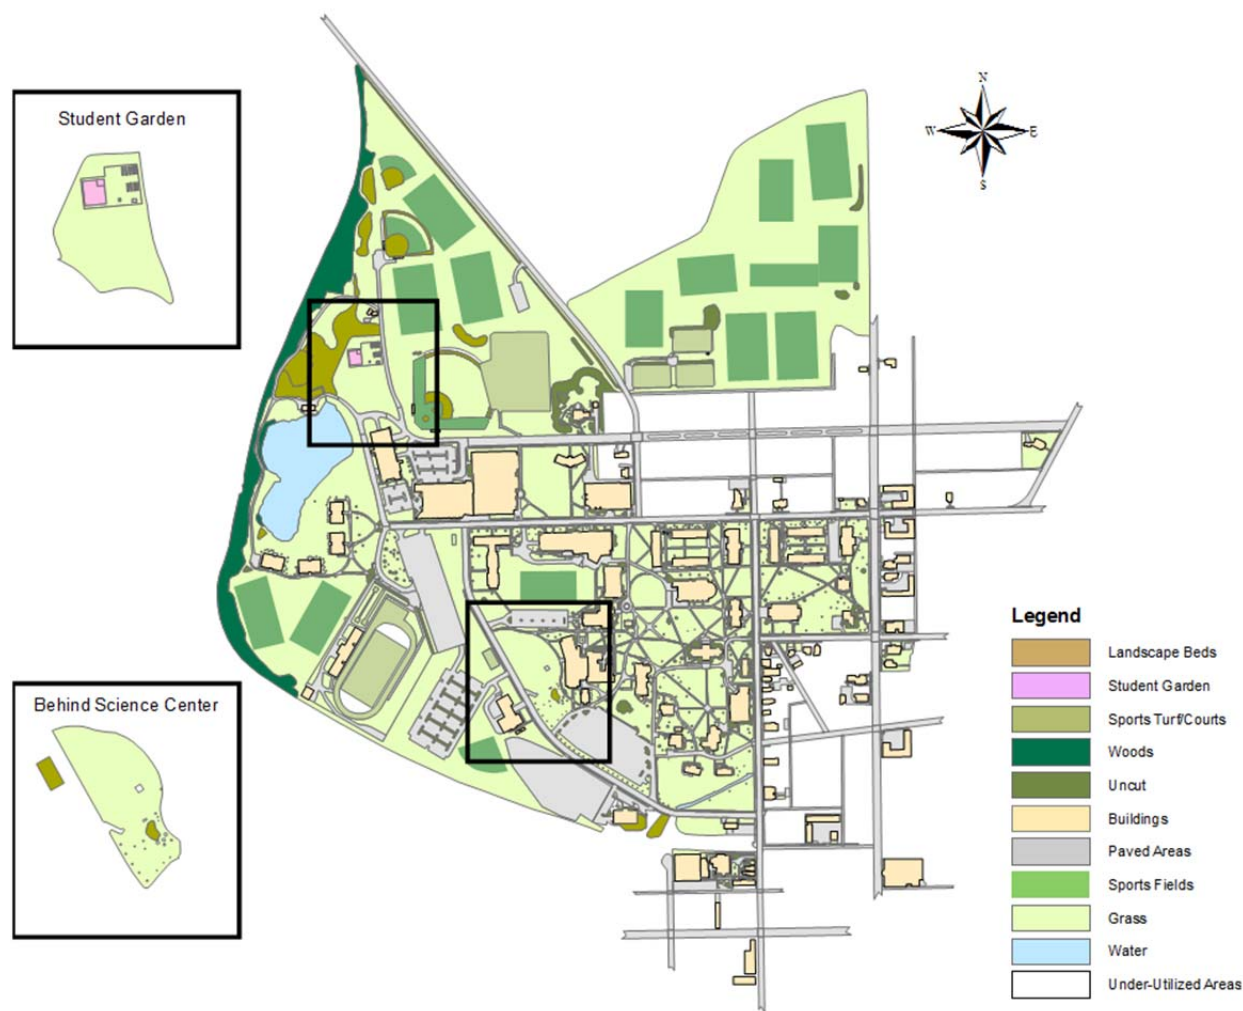 Student Garden
N
W
E
S
Behind Science Center
Legend
Landscape Beds
Student Garden
Sports Turf/Courts
Woods
Uncut
Buildings
Paved Areas
Sports Fields
Grass
Water
Under-Utilized Areas